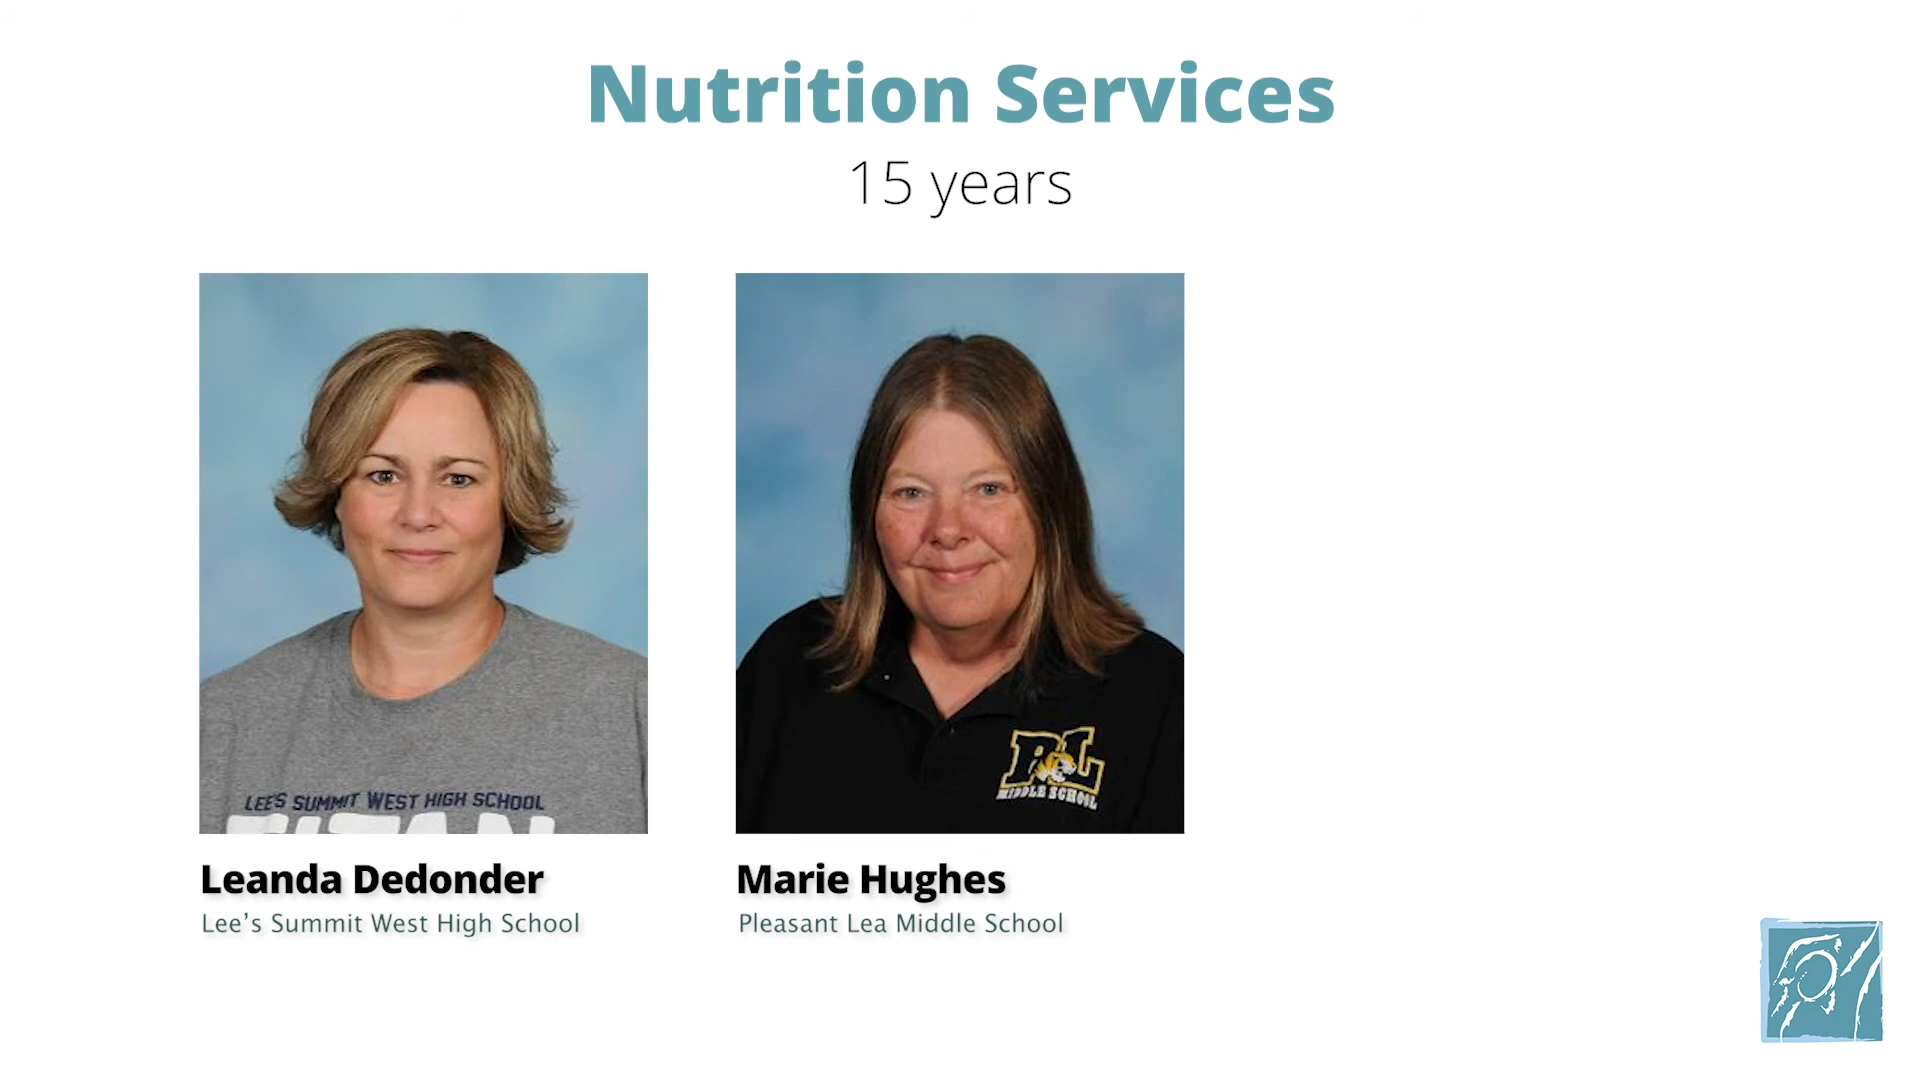 Nutrition Services
15 years
LEE'S SUMMIT WEST HIGH SCHOOL
TITAN
PL
MIDDLE SCHOOL
Leanda Dedonder
Lee's Summit West High School
Marie Hughes
Pleasant Lea Middle School